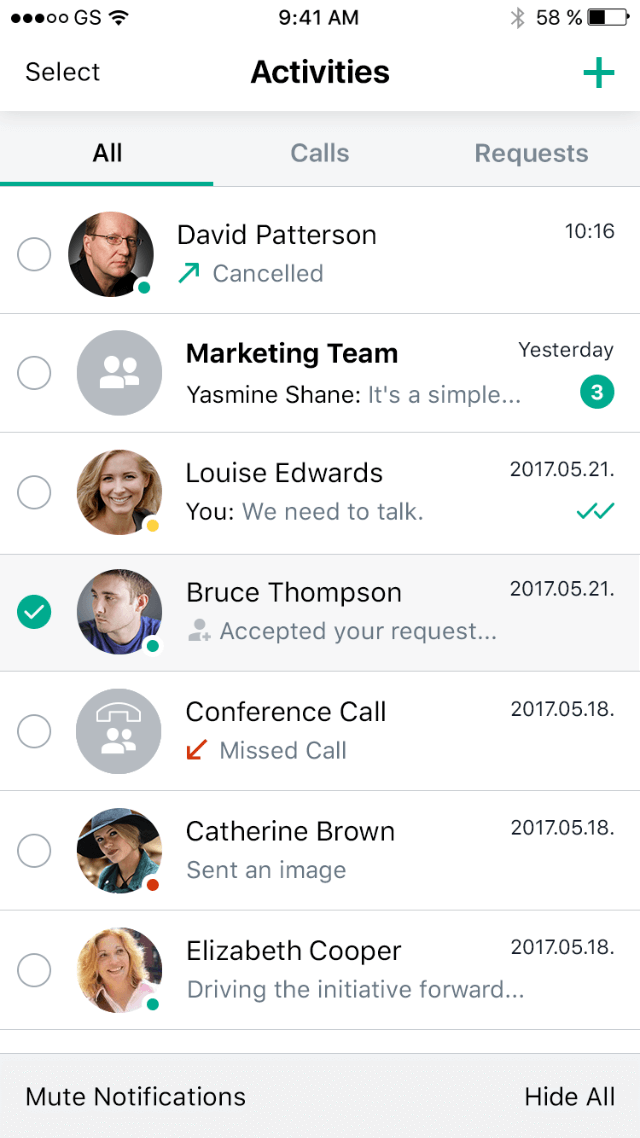 GS 9:41 AM 58 %
Select Activities
All Calls Requests
David Patterson 10:16
Cancelled
Marketing Team Yesterday
Yasmine Shane: It's a simple... 3
Louise Edwards 2017.05.21.
You: We need to talk.
Bruce Thompson 2017.05.21.
Accepted your request...
Conference Call 2017.05.18.
Missed Call
Catherine Brown 2017.05.18.
Sent an image
Elizabeth Cooper 2017.05.18.
Driving the initiative forward...
Mute Notifications Hide All